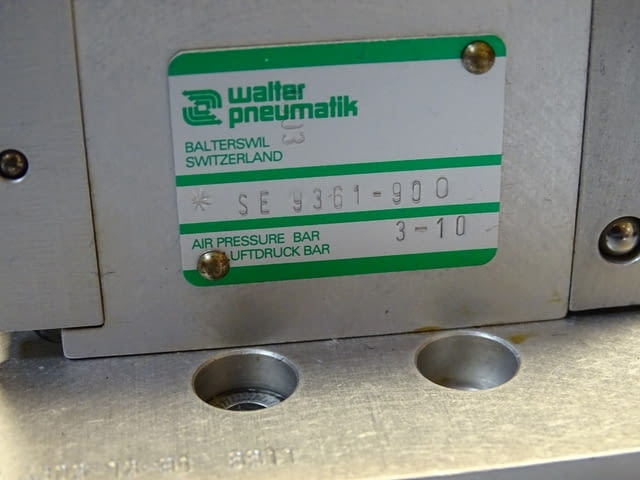 walter
pneumatik
BALTERSWIL
SWITZERLAND
* SE 9361-900
AIR PRESSURE BAR 3-10
LUFTDRUCK BAR